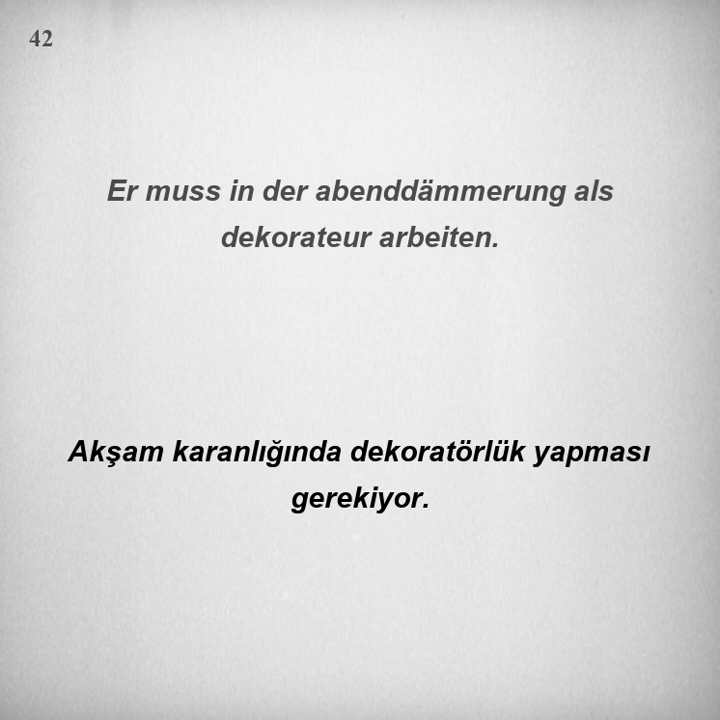 42
Er muss in der abenddämmerung als
dekorateur arbeiten.
Akşam karanlığında dekoratörlük yapması
gerekiyor.